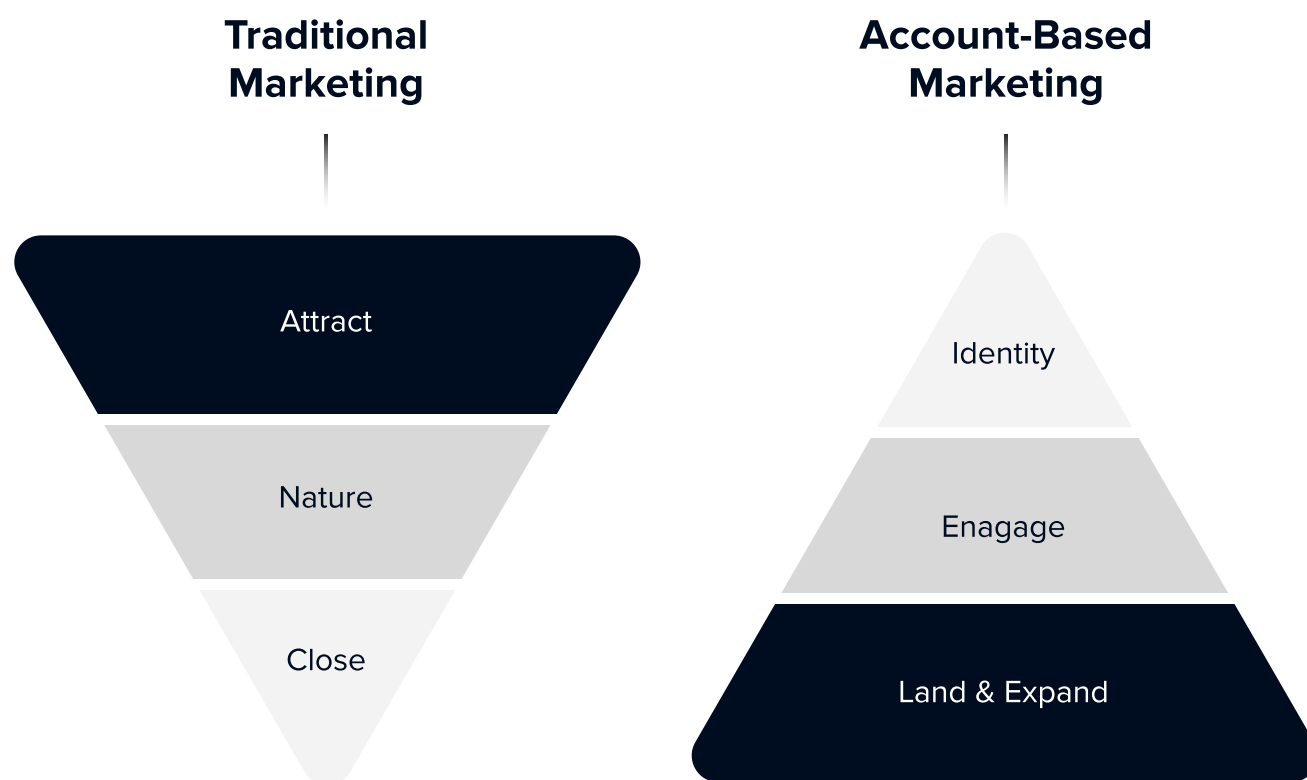 Traditional
Marketing
Attract
Nature
Close
Account-Based
Marketing
Identity
Enagage
Land & Expand